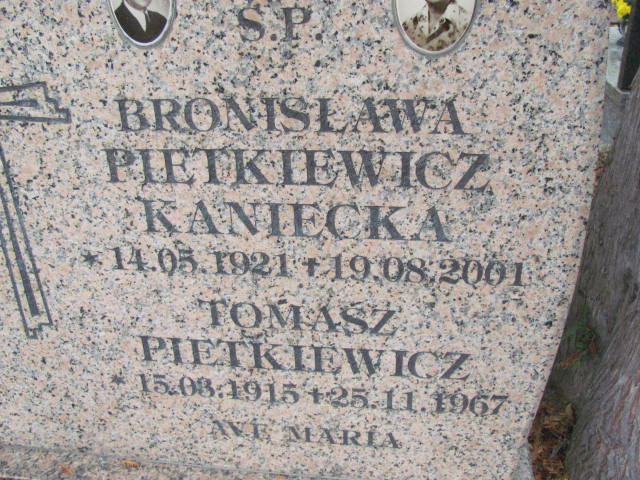 Ś.P.
BRONISŁAWA
PIETKIEWICZ
KANIECKA
* 14.05.1921 + 19.08.2001
TOMASZ
PIETKIEWICZ
* 15.03.1915 + 25.11.1967
AVE MARIA